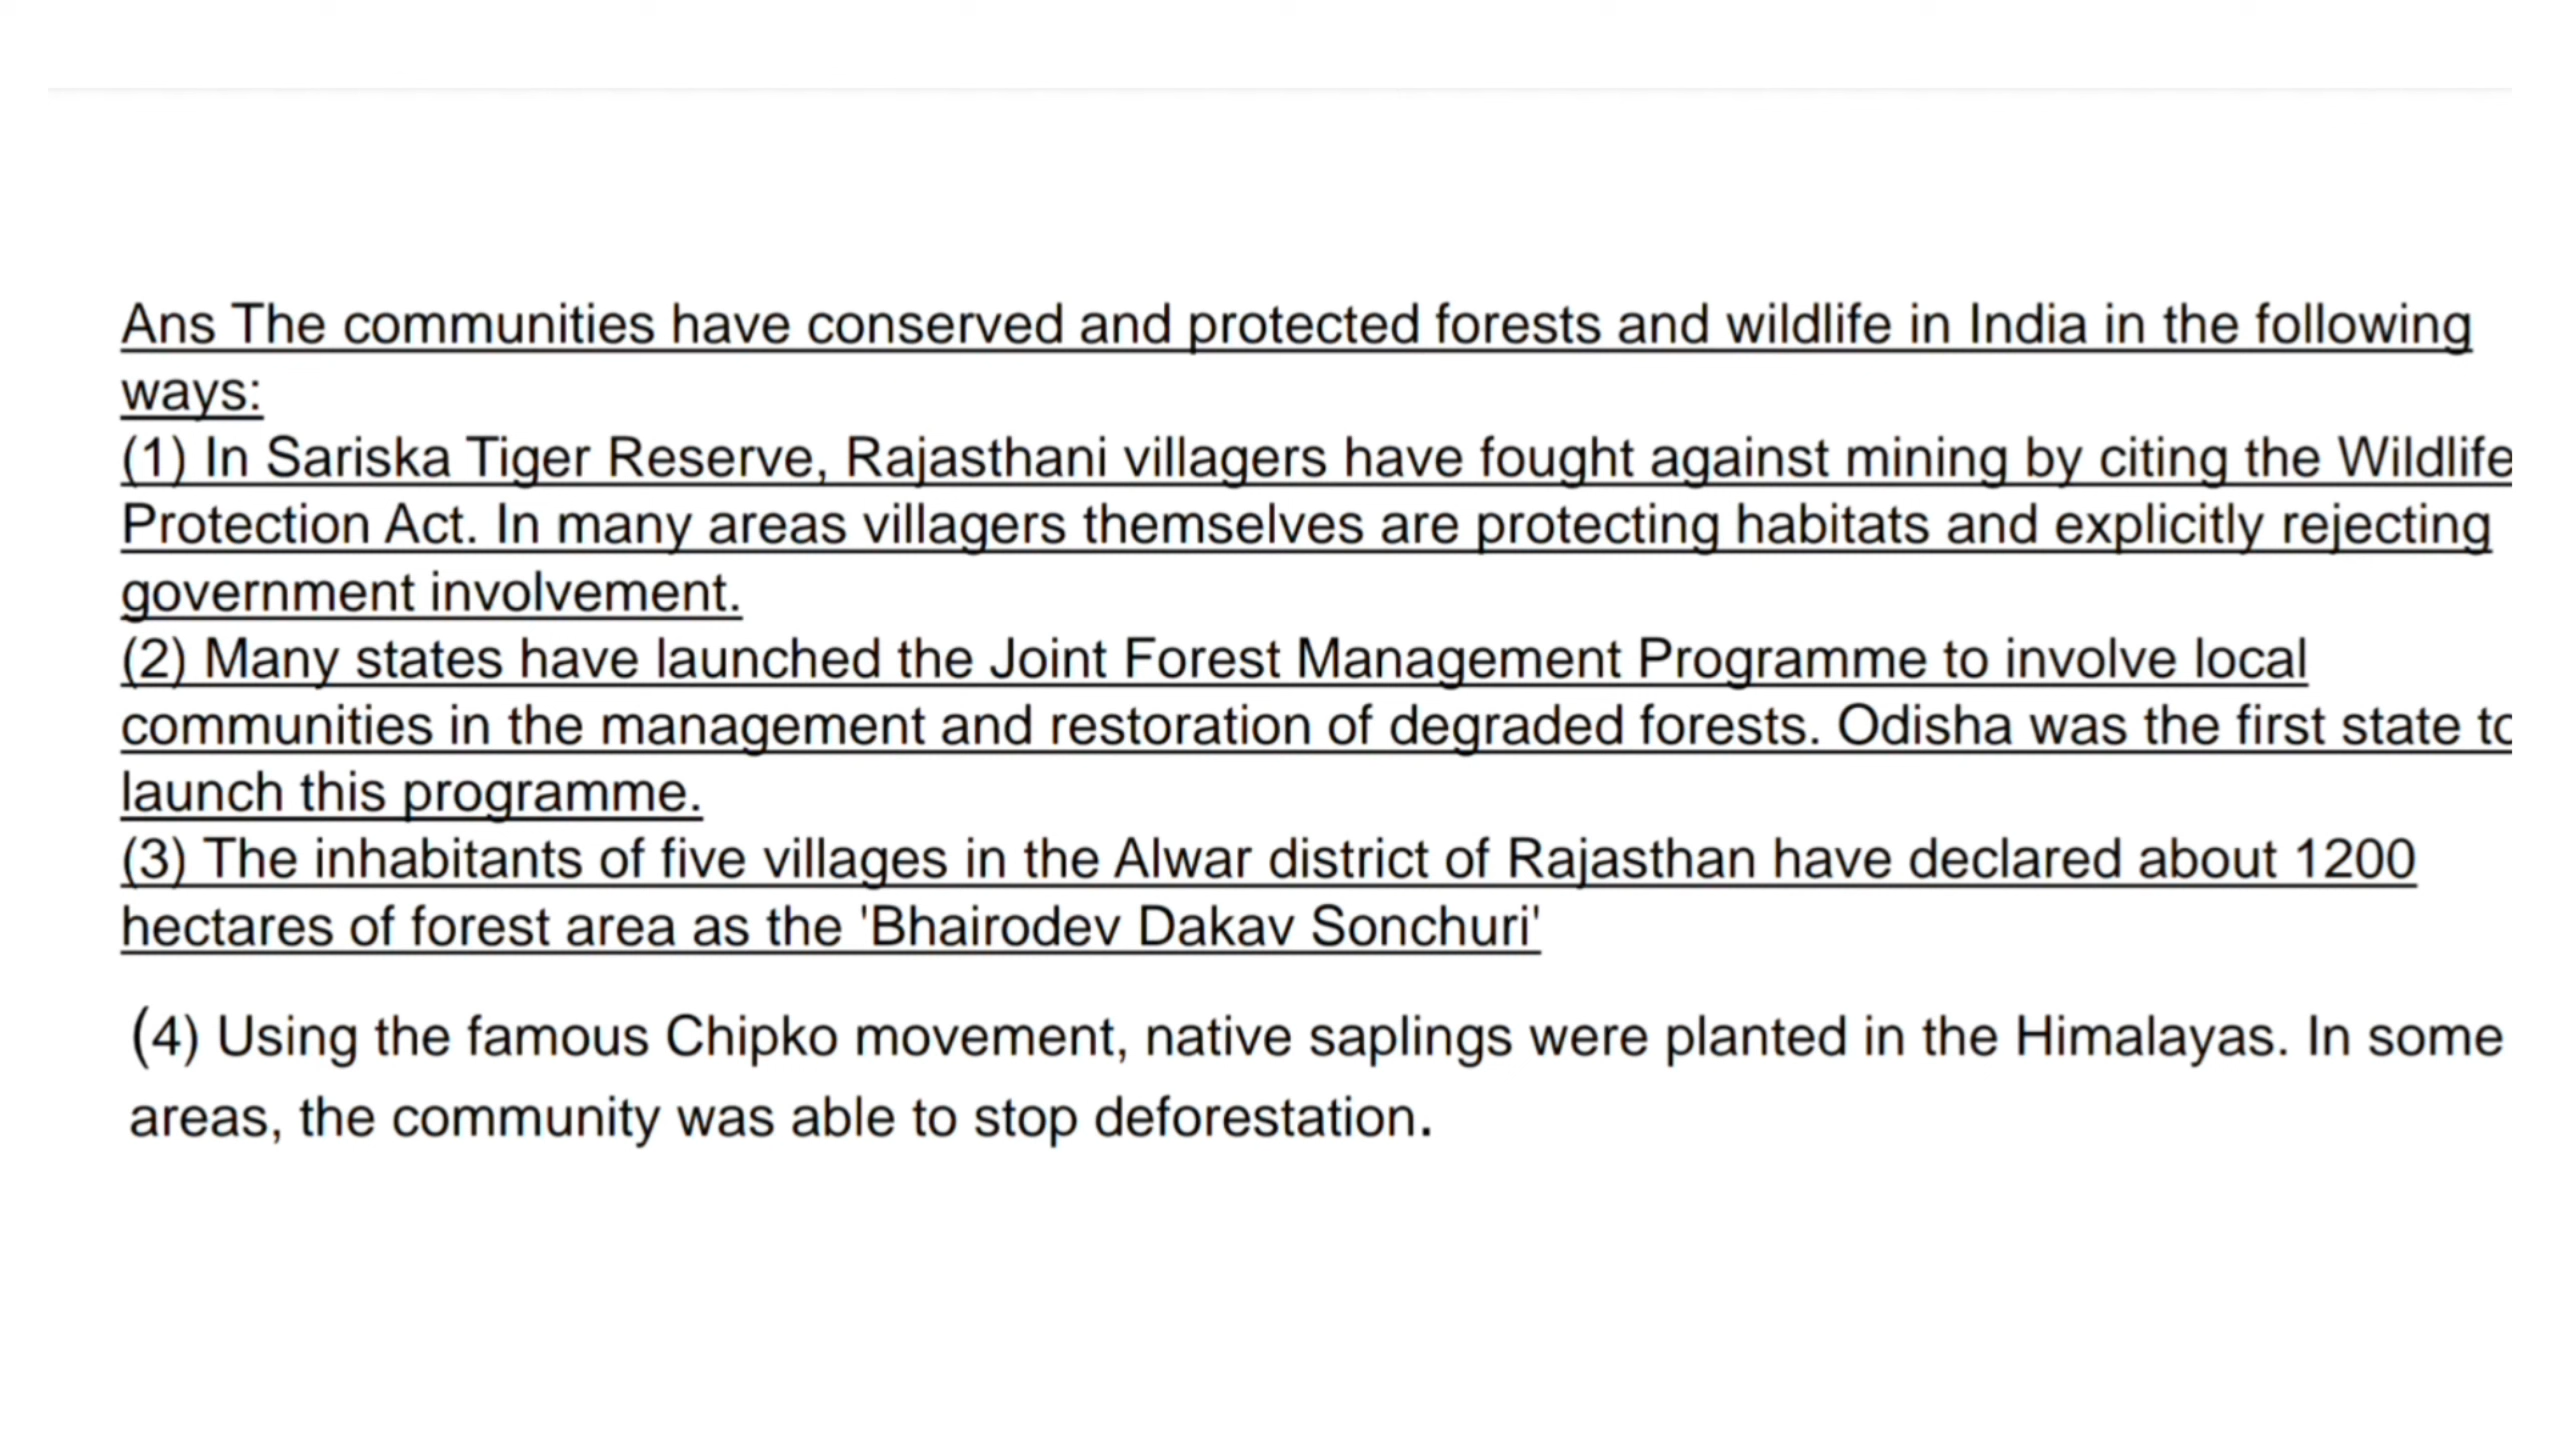 Ans The communities have conserved and protected forests and wildlife in India in the following
ways:
(1) In Sariska Tiger Reserve, Rajasthani villagers have fought against mining by citing the Wildlife
Protection Act. In many areas villagers themselves are protecting habitats and explicitly rejecting
government involvement.
(2) Many states have launched the Joint Forest Management Programme to involve local
communities in the management and restoration of degraded forests. Odisha was the first state to
launch this programme.
(3) The inhabitants of five villages in the Alwar district of Rajasthan have declared about 1200
hectares of forest area as the 'Bhairodev Dakav Sonchuri'
(4) Using the famous Chipko movement, native saplings were planted in the Himalayas. In some
areas, the community was able to stop deforestation.